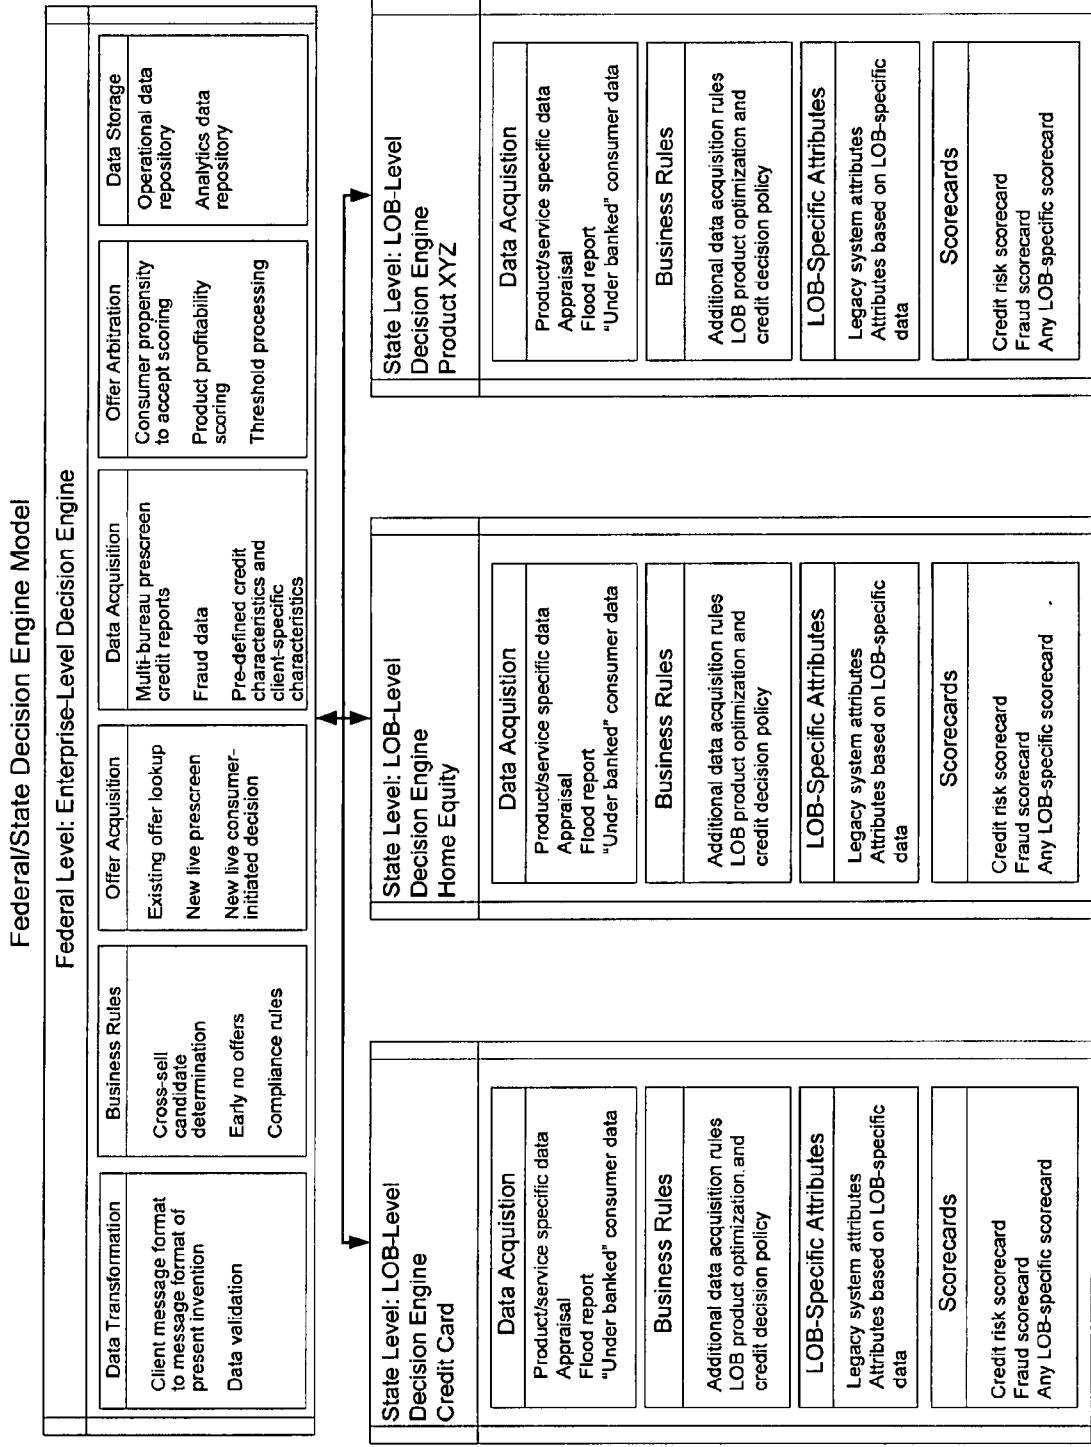 Federal/State Decision Engine Model
Federal Level: Enterprise-Level Decision Engine
Data Transformation
Client message format
to message format of
present invention
Data validation
Business Rules
Cross-sell
candidate
determination
Early no offers
Compliance rules
Offer Acquisition
Existing offer lookup
New live prescreen
New live consumer-
initiated decision
Data Acquisition
Multi-bureau prescreen
credit reports
Fraud data
Pre-defined credit
characteristics and
client-specific
characteristics
Offer Arbitration
Consumer propensity
to accept scoring
Product profitability
scoring
Threshold processing
Data Storage
Operational data
repository
Analytics data
repository
State Level: LOB-Level
Decision Engine
Credit Card
Data Acquistion
Product/service specific data
Appraisal
Flood report
"Under banked" consumer data
Business Rules
Additional data acquisition rules
LOB product optimization and
credit decision policy
LOB-Specific Attributes
Legacy system attributes
Attributes based on LOB-specific
data
Scorecards
Credit risk scorecard
Fraud scorecard
Any LOB-specific scorecard
State Level: LOB-Level
Decision Engine
Home Equity
Data Acquistion
Product/service specific data
Appraisal
Flood report
"Under banked" consumer data
Business Rules
Additional data acquisition rules
LOB product optimization and
credit decision policy
LOB-Specific Attributes
Legacy system attributes
Attributes based on LOB-specific
data
Scorecards
Credit risk scorecard
Fraud scorecard
Any LOB-specific scorecard
State Level: LOB-Level
Decision Engine
Product XYZ
Data Acquistion
Product/service specific data
Appraisal
Flood report
"Under banked" consumer data
Business Rules
Additional data acquisition rules
LOB product optimization and
credit decision policy
LOB-Specific Attributes
Legacy system attributes
Attributes based on LOB-specific
data
Scorecards
Credit risk scorecard
Fraud scorecard
Any LOB-specific scorecard